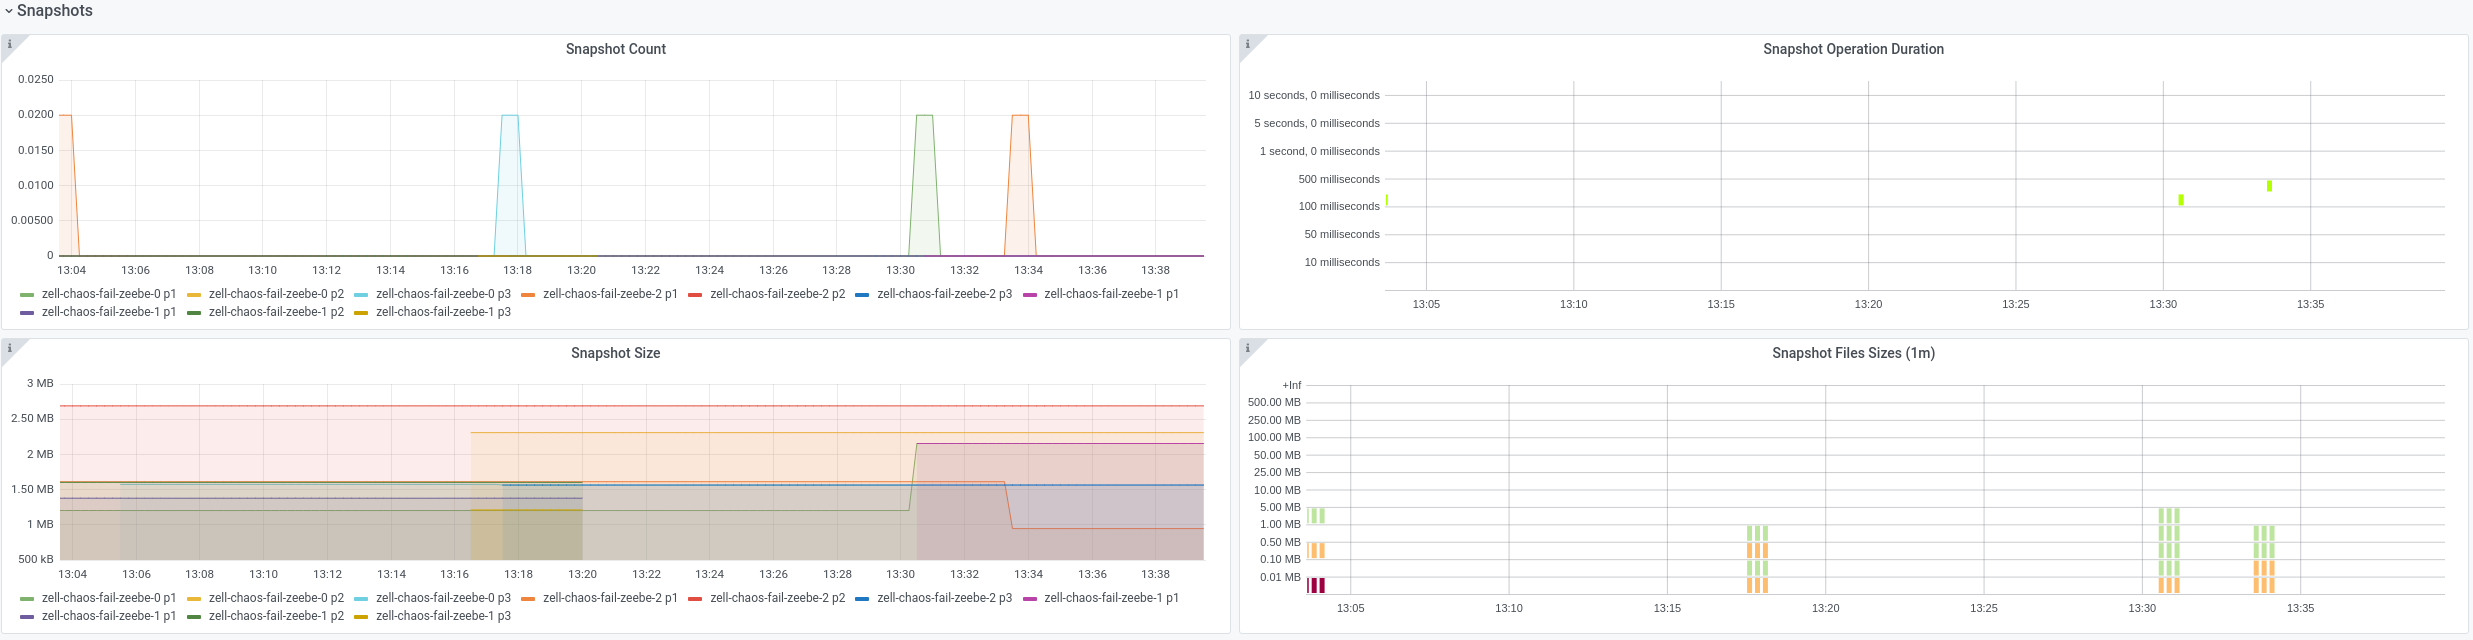 Snapshots
Snapshot Count
0.0250
0.0200
0.0150
0.0100
0.00500
0
13:04 13:06 13:08 13:10 13:12 13:14 13:16 13:18 13:20 13:22 13:24 13:26 13:28 13:30 13:32 13:34 13:36 13:38
zell-chaos-fail-zeebe-0 p1 zell-chaos-fail-zeebe-0 p2 zell-chaos-fail-zeebe-0 p3 zell-chaos-fail-zeebe-2 p1 zell-chaos-fail-zeebe-2 p2 zell-chaos-fail-zeebe-2 p3 zell-chaos-fail-zeebe-1 p1
zell-chaos-fail-zeebe-1 p1 zell-chaos-fail-zeebe-1 p2 zell-chaos-fail-zeebe-1 p3
Snapshot Operation Duration
10 seconds, 0 milliseconds
5 seconds, 0 milliseconds
1 second, 0 milliseconds
500 milliseconds
100 milliseconds
50 milliseconds
10 milliseconds
13:05 13:10 13:15 13:20 13:25 13:30 13:35
Snapshot Size
3 MB
2.50 MB
2 MB
1.50 MB
1 MB
500 kB
13:04 13:06 13:08 13:10 13:12 13:14 13:16 13:18 13:20 13:22 13:24 13:26 13:28 13:30 13:32 13:34 13:36 13:38
zell-chaos-fail-zeebe-0 p1 zell-chaos-fail-zeebe-0 p2 zell-chaos-fail-zeebe-0 p3 zell-chaos-fail-zeebe-2 p1 zell-chaos-fail-zeebe-2 p2 zell-chaos-fail-zeebe-2 p3 zell-chaos-fail-zeebe-1 p1
zell-chaos-fail-zeebe-1 p1 zell-chaos-fail-zeebe-1 p2 zell-chaos-fail-zeebe-1 p3
Snapshot Files Sizes (1m)
+Inf
500.00 MB
250.00 MB
100.00 MB
50.00 MB
25.00 MB
10.00 MB
5.00 MB
1.00 MB
0.50 MB
0.10 MB
0.01 MB
13:05 13:10 13:15 13:20 13:25 13:30 13:35